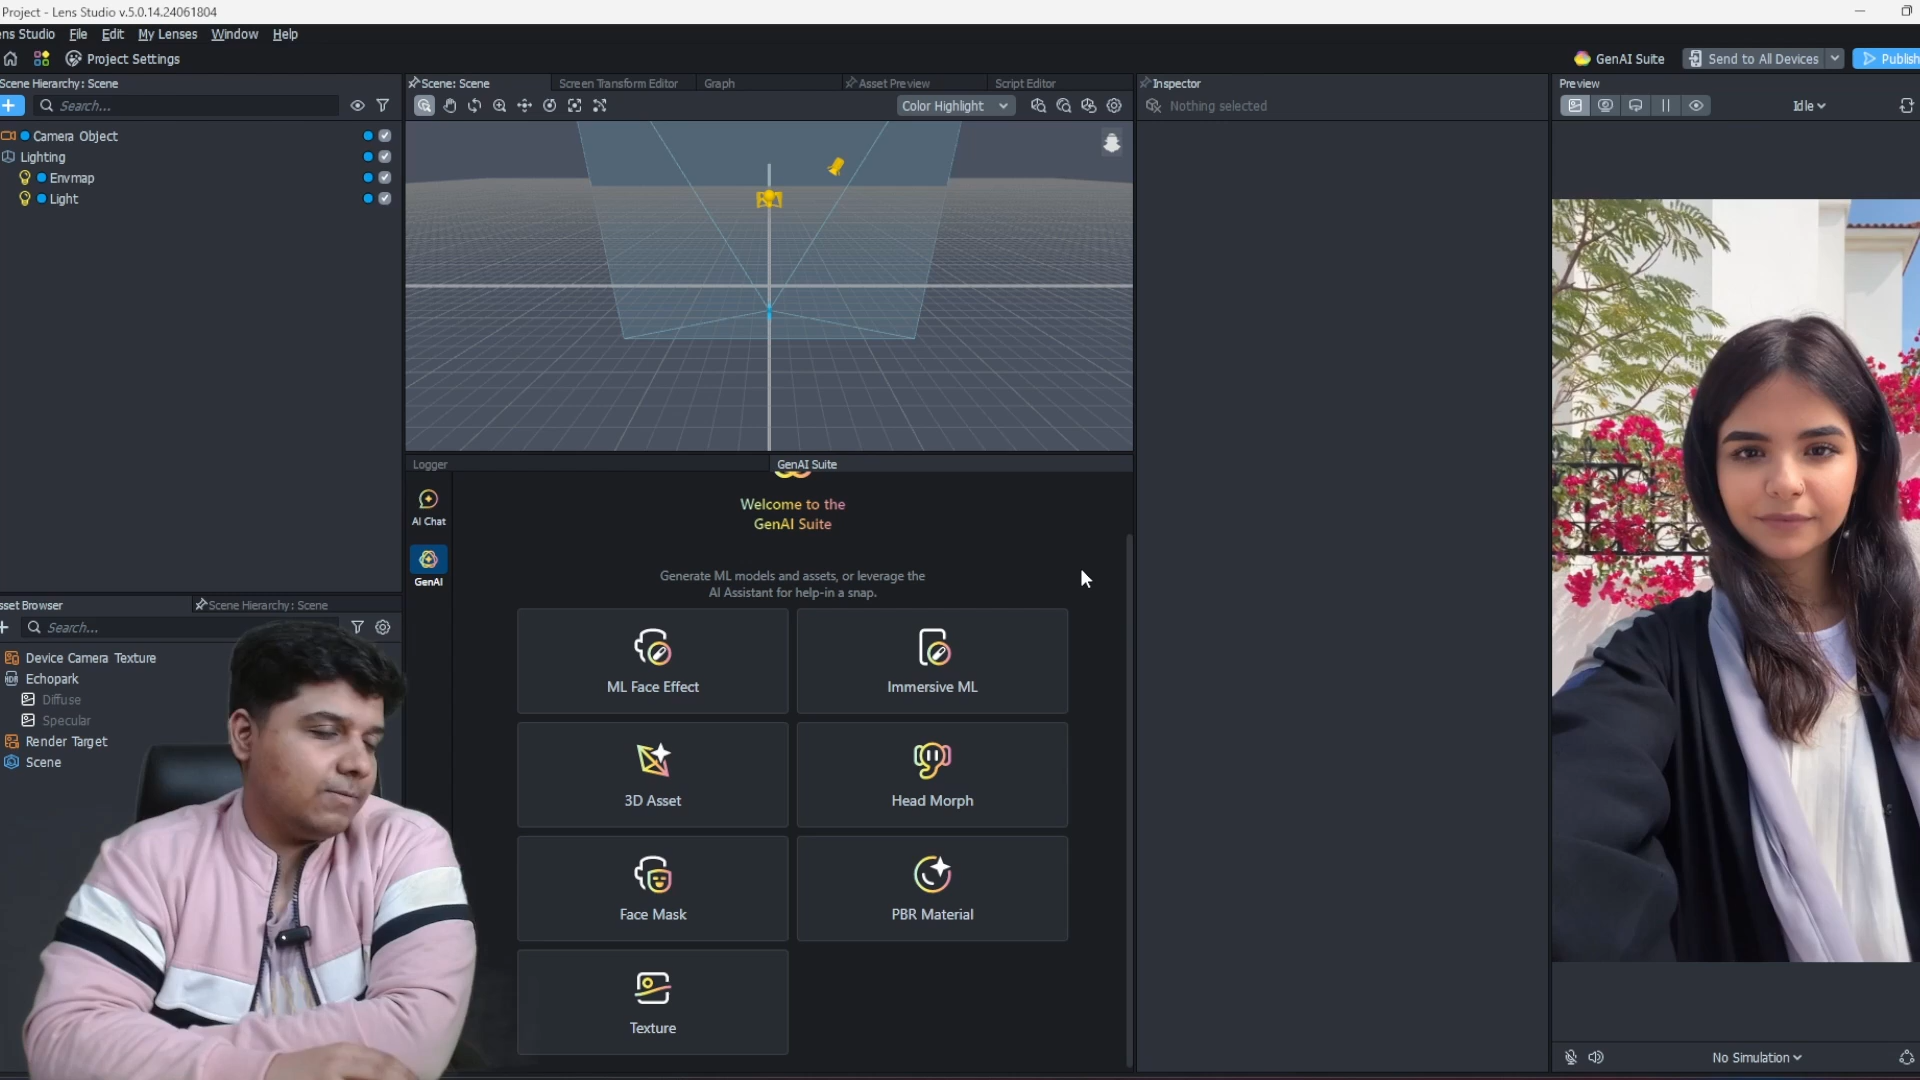 Project - Lens Studio v.5.0.14.24061804
ens Studio File Edit My Lenses Window Help
Project Settings
GenAI Suite
Send to All Devices
Publish
Scene Hierarchy: Scene
Search...
Camera Object
Lighting
Envmap
Light
Scene: Scene
Screen Transform Editor
Graph
Asset Preview
Script Editor
Color Highlight
Inspector
Nothing selected
Preview
Idle
Logger
GenAI Suite
AI Chat
GenAI
Welcome to the
GenAI Suite
Generate ML models and assets, or leverage the
AI Assistant for help-in a snap.
ML Face Effect
Immersive ML
3D Asset
Head Morph
Face Mask
PBR Material
Texture
sset Browser
Scene Hierarchy: Scene
Search...
Device Camera Texture
Echopark
Diffuse
Specular
Render Target
Scene
No Simulation